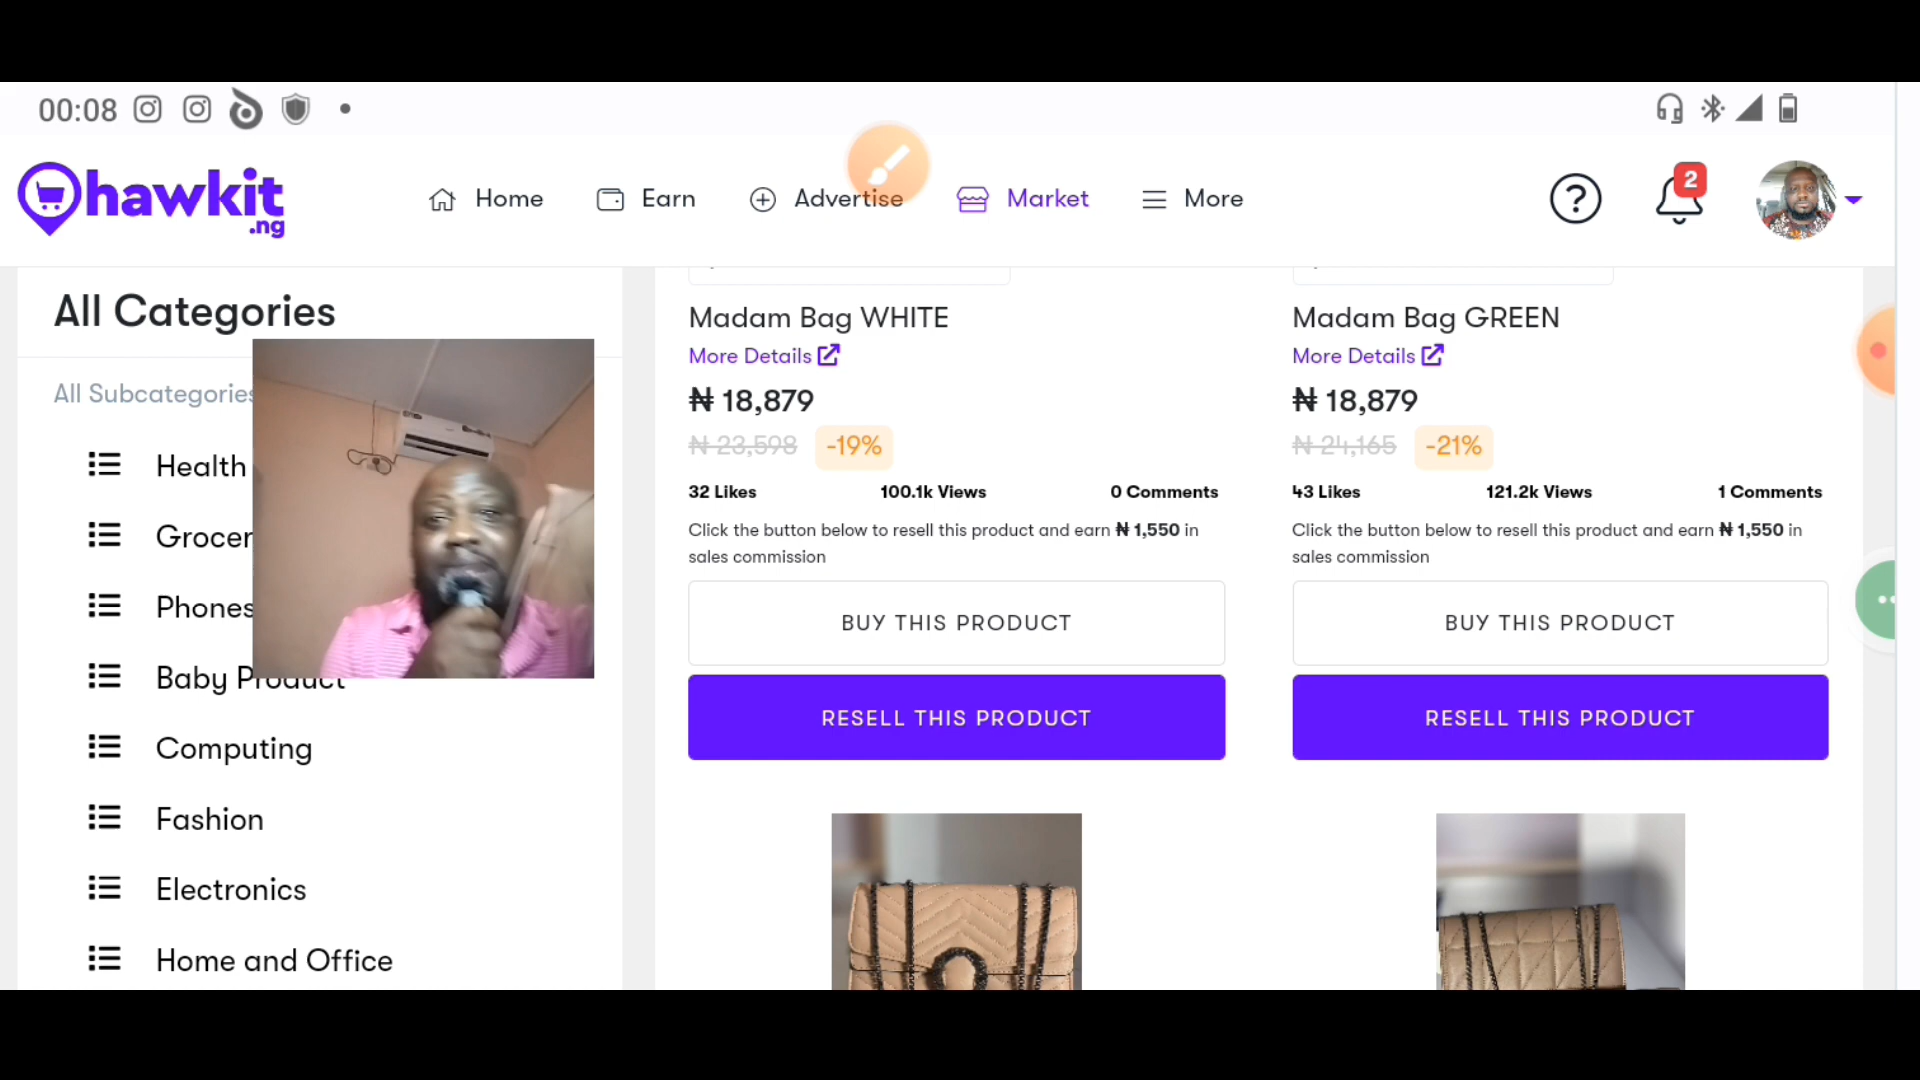 00:08
hawkit
.ng
Home
Earn
Advertise
Market
More
2
All Categories
All Subcategories
Health
Grocer
Phones
Baby Product
Computing
Fashion
Electronics
Home and Office
Madam Bag WHITE
More Details
₦ 18,879
₦ 23,598 -19%
32 Likes 100.1k Views 0 Comments
Click the button below to resell this product and earn ₦ 1,550 in
sales commission
BUY THIS PRODUCT
RESELL THIS PRODUCT
Madam Bag GREEN
More Details
₦ 18,879
₦ 24,165 -21%
43 Likes 121.2k Views 1 Comments
Click the button below to resell this product and earn ₦ 1,550 in
sales commission
BUY THIS PRODUCT
RESELL THIS PRODUCT